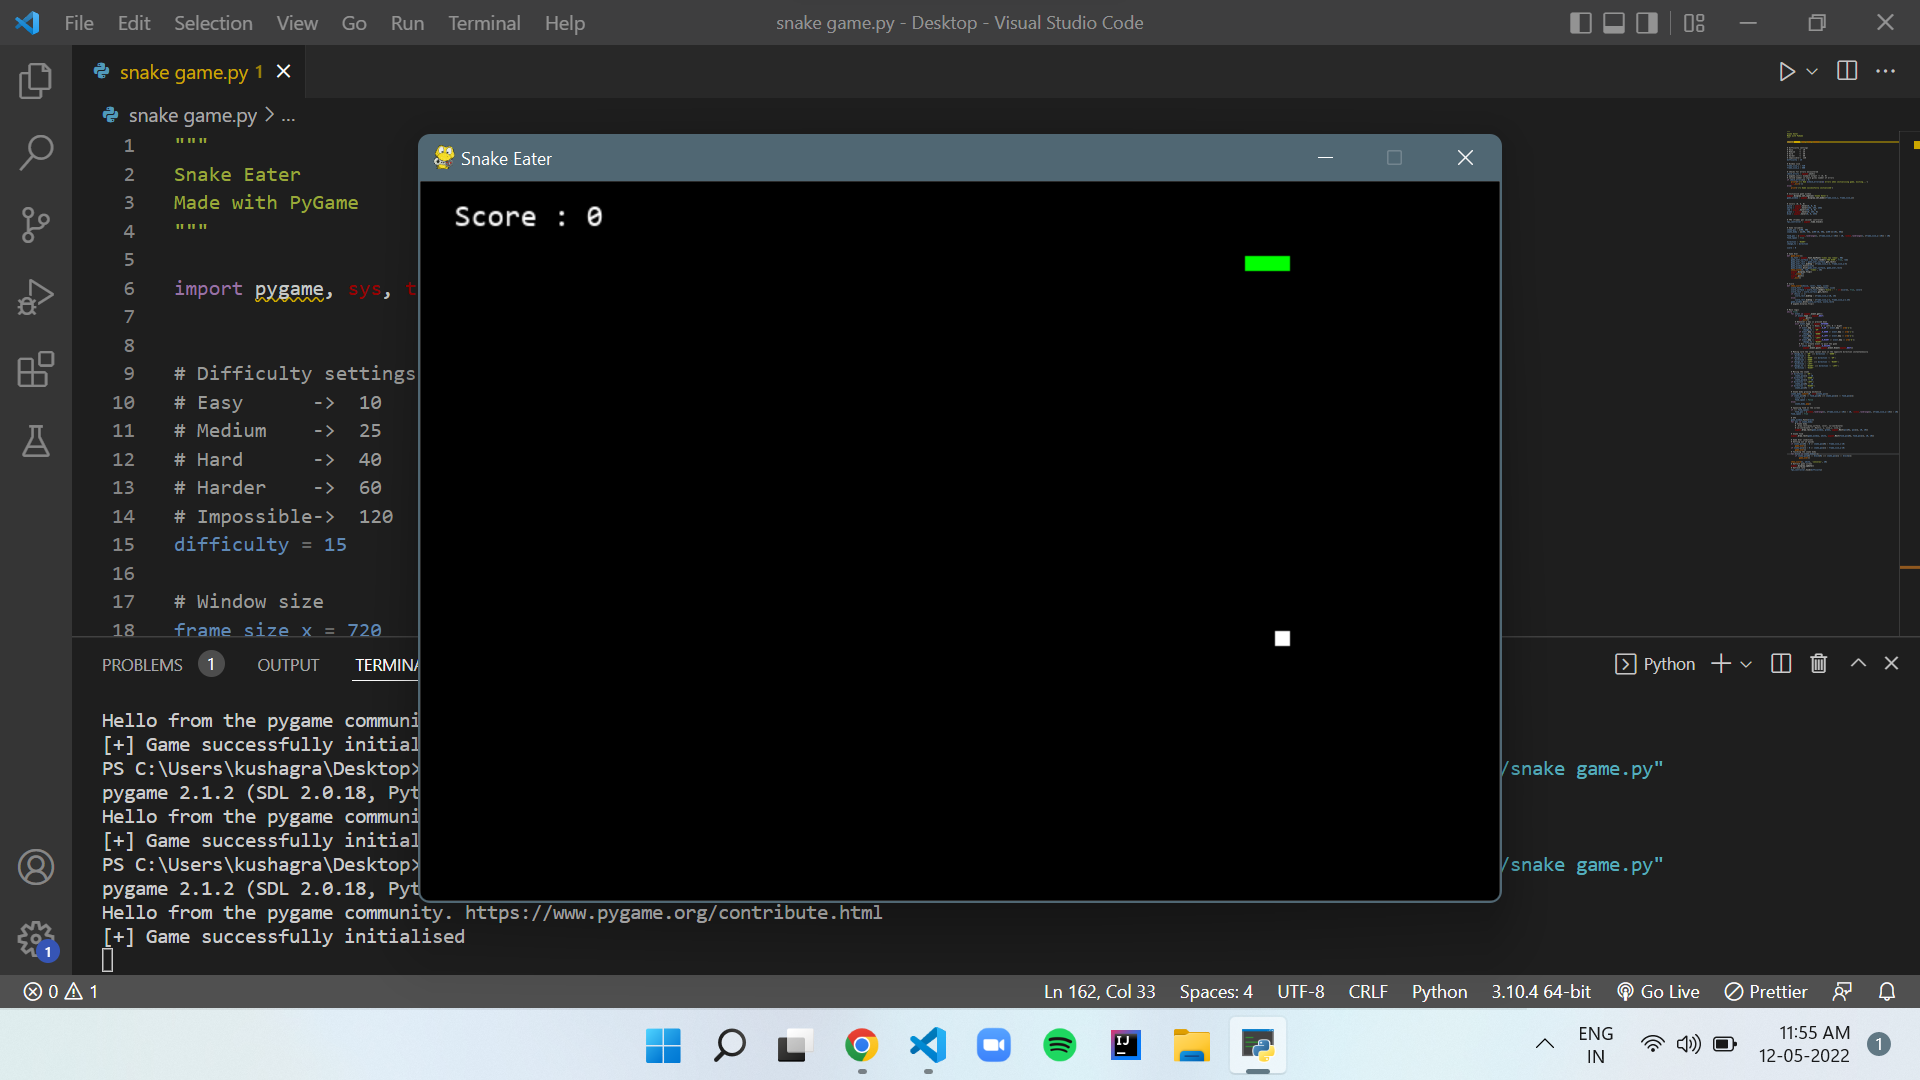 File Edit Selection View Go Run Terminal Help
snake game.py - Desktop - Visual Studio Code
snake game.py 1
snake game.py > ...
1 """
2 Snake Eater
3 Made with PyGame
4 """
5
6 import pygame, sys, t
7
8
9 # Difficulty settings
10 # Easy -> 10
11 # Medium -> 25
12 # Hard -> 40
13 # Harder -> 60
14 # Impossible-> 120
15 difficulty = 15
16
17 # Window size
18 frame_size_x = 720
Snake Eater
Score : 0
PROBLEMS 1 OUTPUT TERMINA
Python
Hello from the pygame communi
[+] Game successfully initial
PS C:\Users\kushagra\Desktop> /snake game.py"
pygame 2.1.2 (SDL 2.0.18, Pyt
Hello from the pygame communi
[+] Game successfully initial
PS C:\Users\kushagra\Desktop> /snake game.py"
pygame 2.1.2 (SDL 2.0.18, Pyt
Hello from the pygame community. https://www.pygame.org/contribute.html
[+] Game successfully initialised
1
0 1 Ln 162, Col 33 Spaces: 4 UTF-8 CRLF Python 3.10.4 64-bit Go Live Prettier
IJ
ENG
IN
11:55 AM
12-05-2022
1